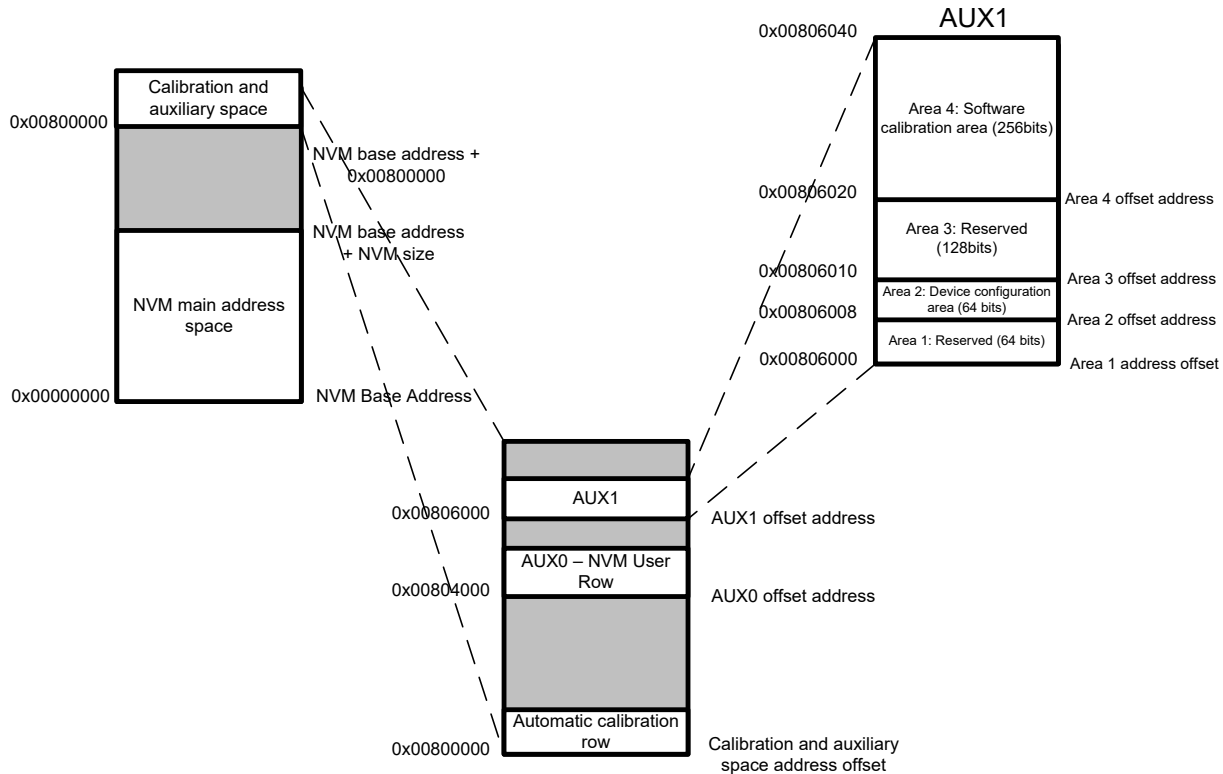 AUX1
0x00806040
Calibration and
auxiliary space
0x00800000
NVM base address +
0x00800000
NVM base address
+ NVM size
NVM main address
space
0x00000000
NVM Base Address
Area 4: Software
calibration area (256bits)
0x00806020
Area 4 offset address
Area 3: Reserved
(128bits)
0x00806010
Area 3 offset address
Area 2: Device configuration
area (64 bits)
0x00806008
Area 2 offset address
Area 1: Reserved (64 bits)
0x00806000
Area 1 address offset
AUX1
0x00806000
AUX1 offset address
AUX0 – NVM User
Row
0x00804000
AUX0 offset address
Automatic calibration
row
0x00800000
Calibration and auxiliary
space address offset